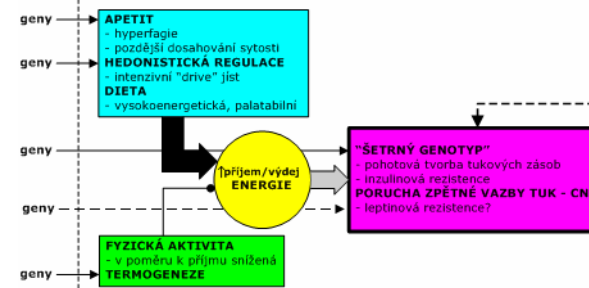 geny
APETIT
- hyperfagie
- pozdější dosahování sytosti
geny
HEDONISTICKÁ REGULACE
- intenzivní "drive" jíst
DIETA
- vysokoenergetická, palatabilní
geny
"ŠETRNÝ GENOTYP"
- pohotová tvorba tukových zásob
- inzulinová rezistence
PORUCHA ZPĚTNÉ VAZBY TUK - CN
- leptinová rezistence?
↑příjem/výdej
ENERGIE
geny
FYZICKÁ AKTIVITA
- v poměru k příjmu snížená
geny
TERMOGENEZE